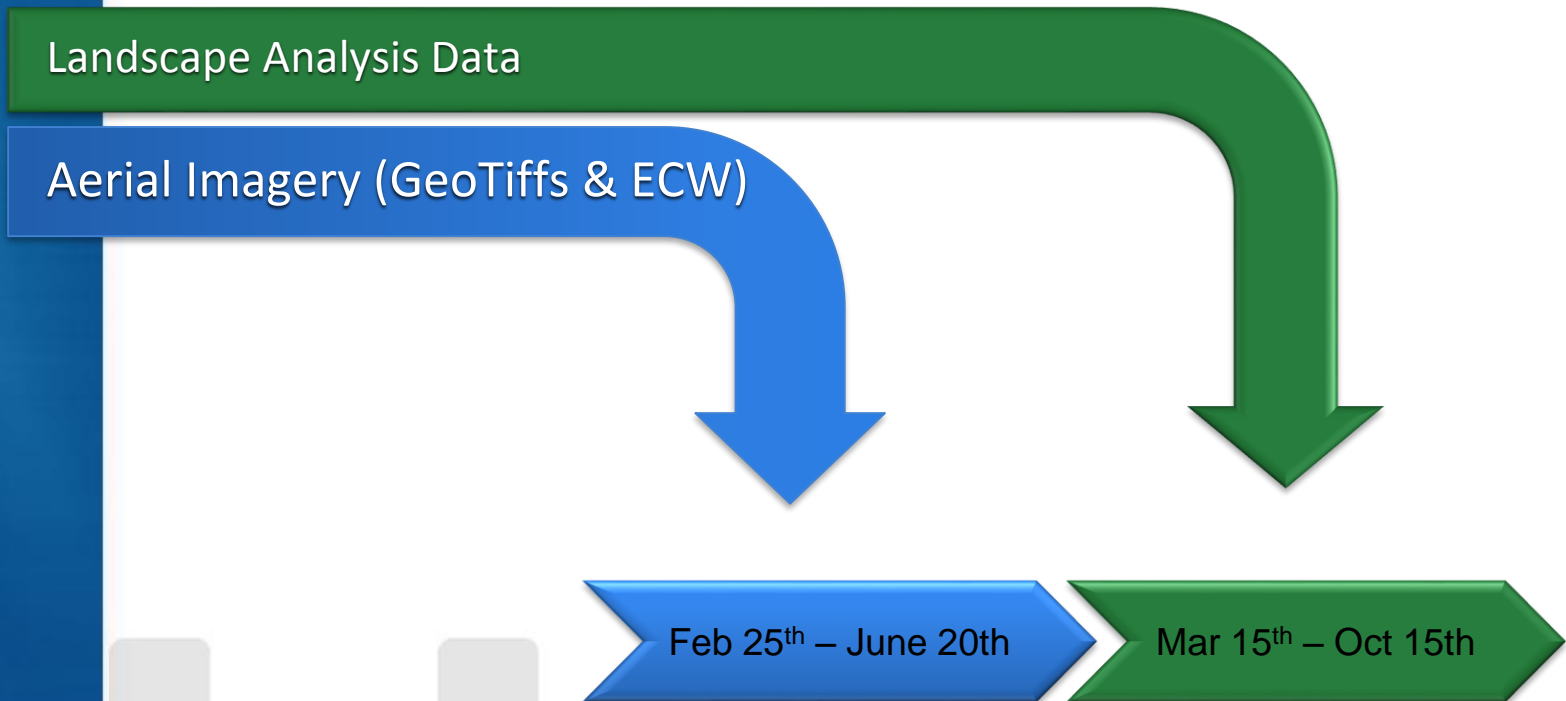 Landscape Analysis Data
Aerial Imagery (GeoTiffs & ECW)
Feb 25th – June 20th
Mar 15th – Oct 15th